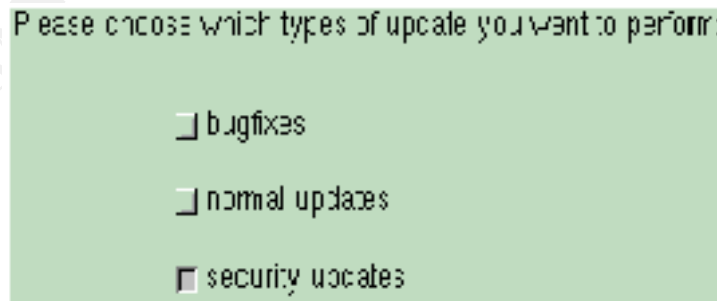 Please choose which types of update you want to perform:
bugfixes
normal updates
security updates